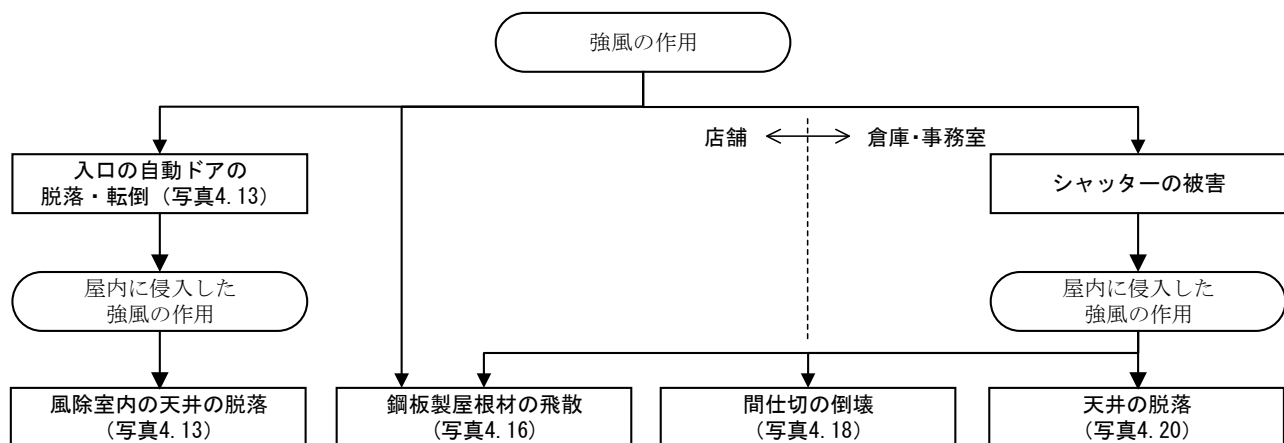 強風の作用
店舗
倉庫・事務室
入口の自動ドアの
脱落・転倒（写真4.13）
シャッターの被害
屋内に侵入した
強風の作用
屋内に侵入した
強風の作用
風除室内の天井の脱落
（写真4.13）
鋼板製屋根材の飛散
（写真4.16）
間仕切の倒壊
（写真4.18）
天井の脱落
（写真4.20）